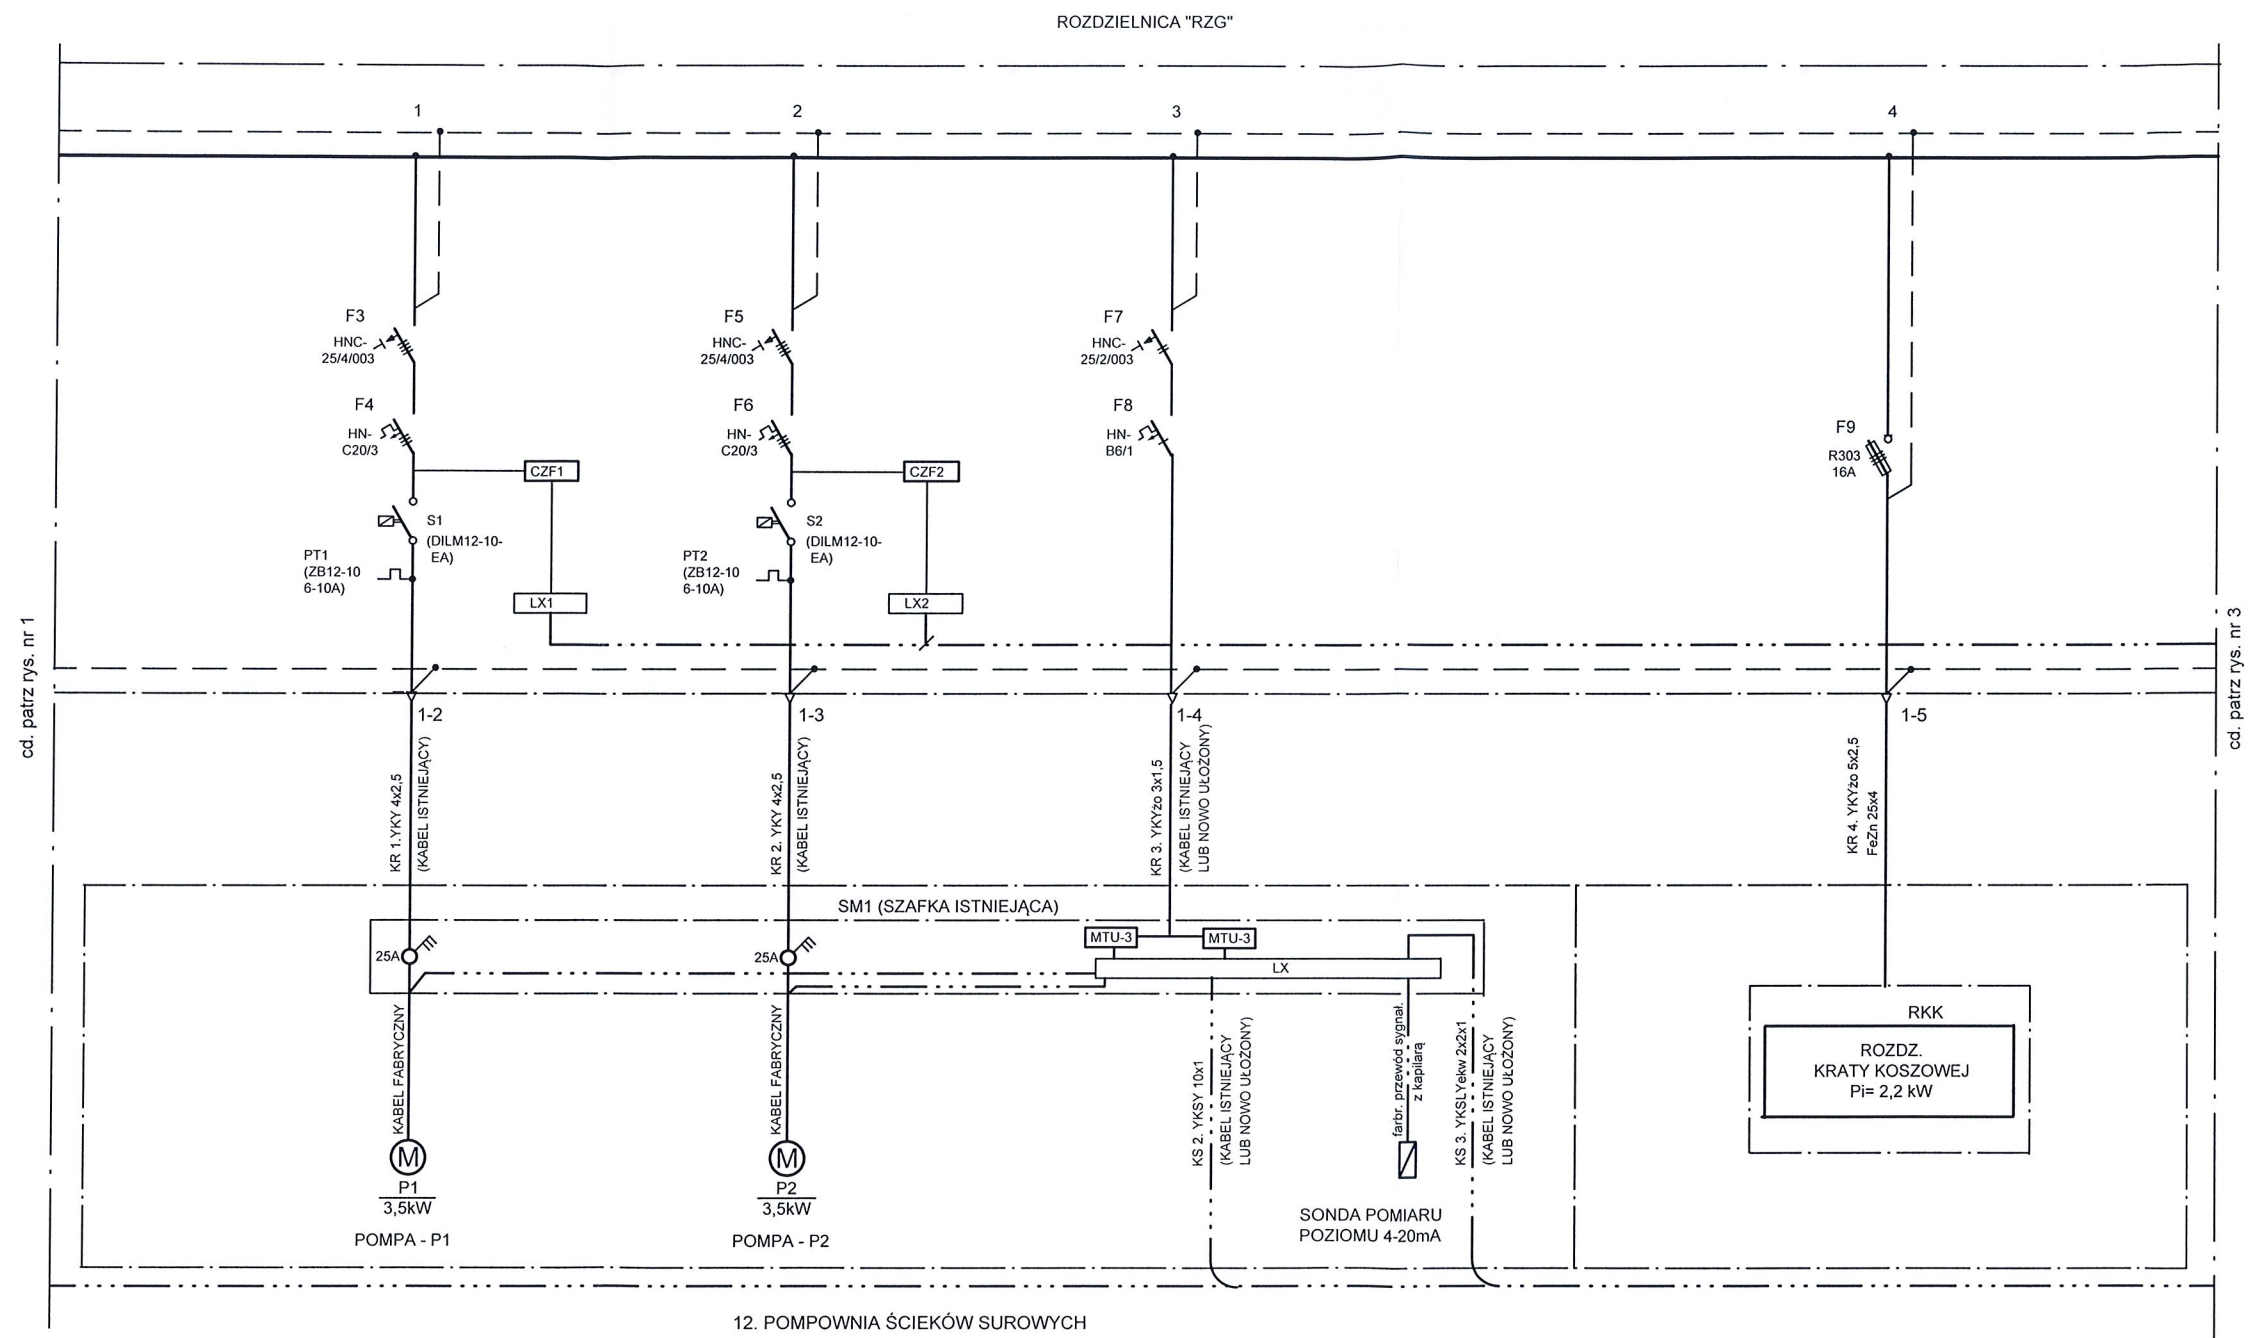 ROZDZIELNICA "RZG"
1
2
3
4
F3
HNC-
25/4/003
F5
HNC-
25/4/003
F7
HNC-
25/2/003
F4
HN-
C20/3
F6
HN-
C20/3
F8
HN-
B6/1
F9
R303
16A
CZF1
CZF2
S1
(DILM12-10-
EA)
S2
(DILM12-10-
EA)
PT1
(ZB12-10
6-10A)
PT2
(ZB12-10
6-10A)
LX1
LX2
cd. patrz rys. nr 1
cd. patrz rys. nr 3
1-2
1-3
1-4
1-5
KR 1.YKY 4x2,5
(KABEL ISTNIEJĄCY)
KR 2. YKY 4x2,5
(KABEL ISTNIEJĄCY)
KR 3. YKYżo 3x1,5
(KABEL ISTNIEJĄCY
LUB NOWO UŁOŻONY)
KR 4. YKYżo 5x2,5
FeZn 25x4
SM1 (SZAFKA ISTNIEJĄCA)
25A
25A
MTU-3
MTU-3
LX
KABEL FABRYCZNY
KABEL FABRYCZNY
KS 2. YKSY 10x1
(KABEL ISTNIEJĄCY
LUB NOWO UŁOŻONY)
farbr. przewód sygnał.
z kapilarą
KS 3. YKSLYekw 2x2x1
(KABEL ISTNIEJĄCY
LUB NOWO UŁOŻONY)
RKK
ROZDZ.
KRATY KOSZOWEJ
Pi= 2,2 kW
M
P1
3,5kW
POMPA - P1
M
P2
3,5kW
POMPA - P2
SONDA POMIARU
POZIOMU 4-20mA
12. POMPOWNIA ŚCIEKÓW SUROWYCH